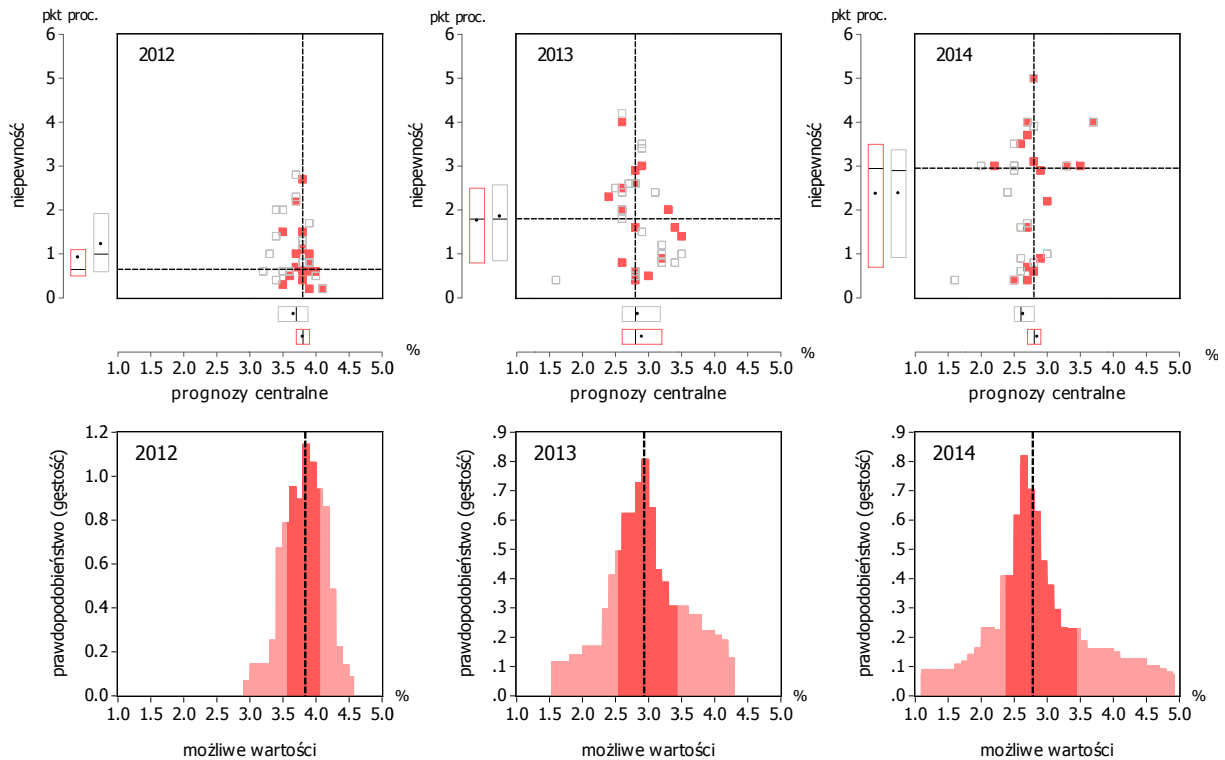 pkt proc.
pkt proc.
pkt proc.
6
5
4
3
2
1
0
niepewność
2012
6
5
4
3
2
1
0
niepewność
2013
6
5
4
3
2
1
0
niepewność
2014
%
1.0 1.5 2.0 2.5 3.0 3.5 4.0 4.5 5.0
prognozy centralne
%
1.0 1.5 2.0 2.5 3.0 3.5 4.0 4.5 5.0
prognozy centralne
%
1.0 1.5 2.0 2.5 3.0 3.5 4.0 4.5 5.0
prognozy centralne
1.2
1.0
0.8
0.6
0.4
0.2
0.0
prawdopodobieństwo (gęstość)
2012
%
1.0 1.5 2.0 2.5 3.0 3.5 4.0 4.5 5.0
możliwe wartości
.9
.8
.7
.6
.5
.4
.3
.2
.1
.0
prawdopodobieństwo (gęstość)
2013
%
1.0 1.5 2.0 2.5 3.0 3.5 4.0 4.5 5.0
możliwe wartości
.9
.8
.7
.6
.5
.4
.3
.2
.1
.0
prawdopodobieństwo (gęstość)
2014
%
1.0 1.5 2.0 2.5 3.0 3.5 4.0 4.5 5.0
możliwe wartości